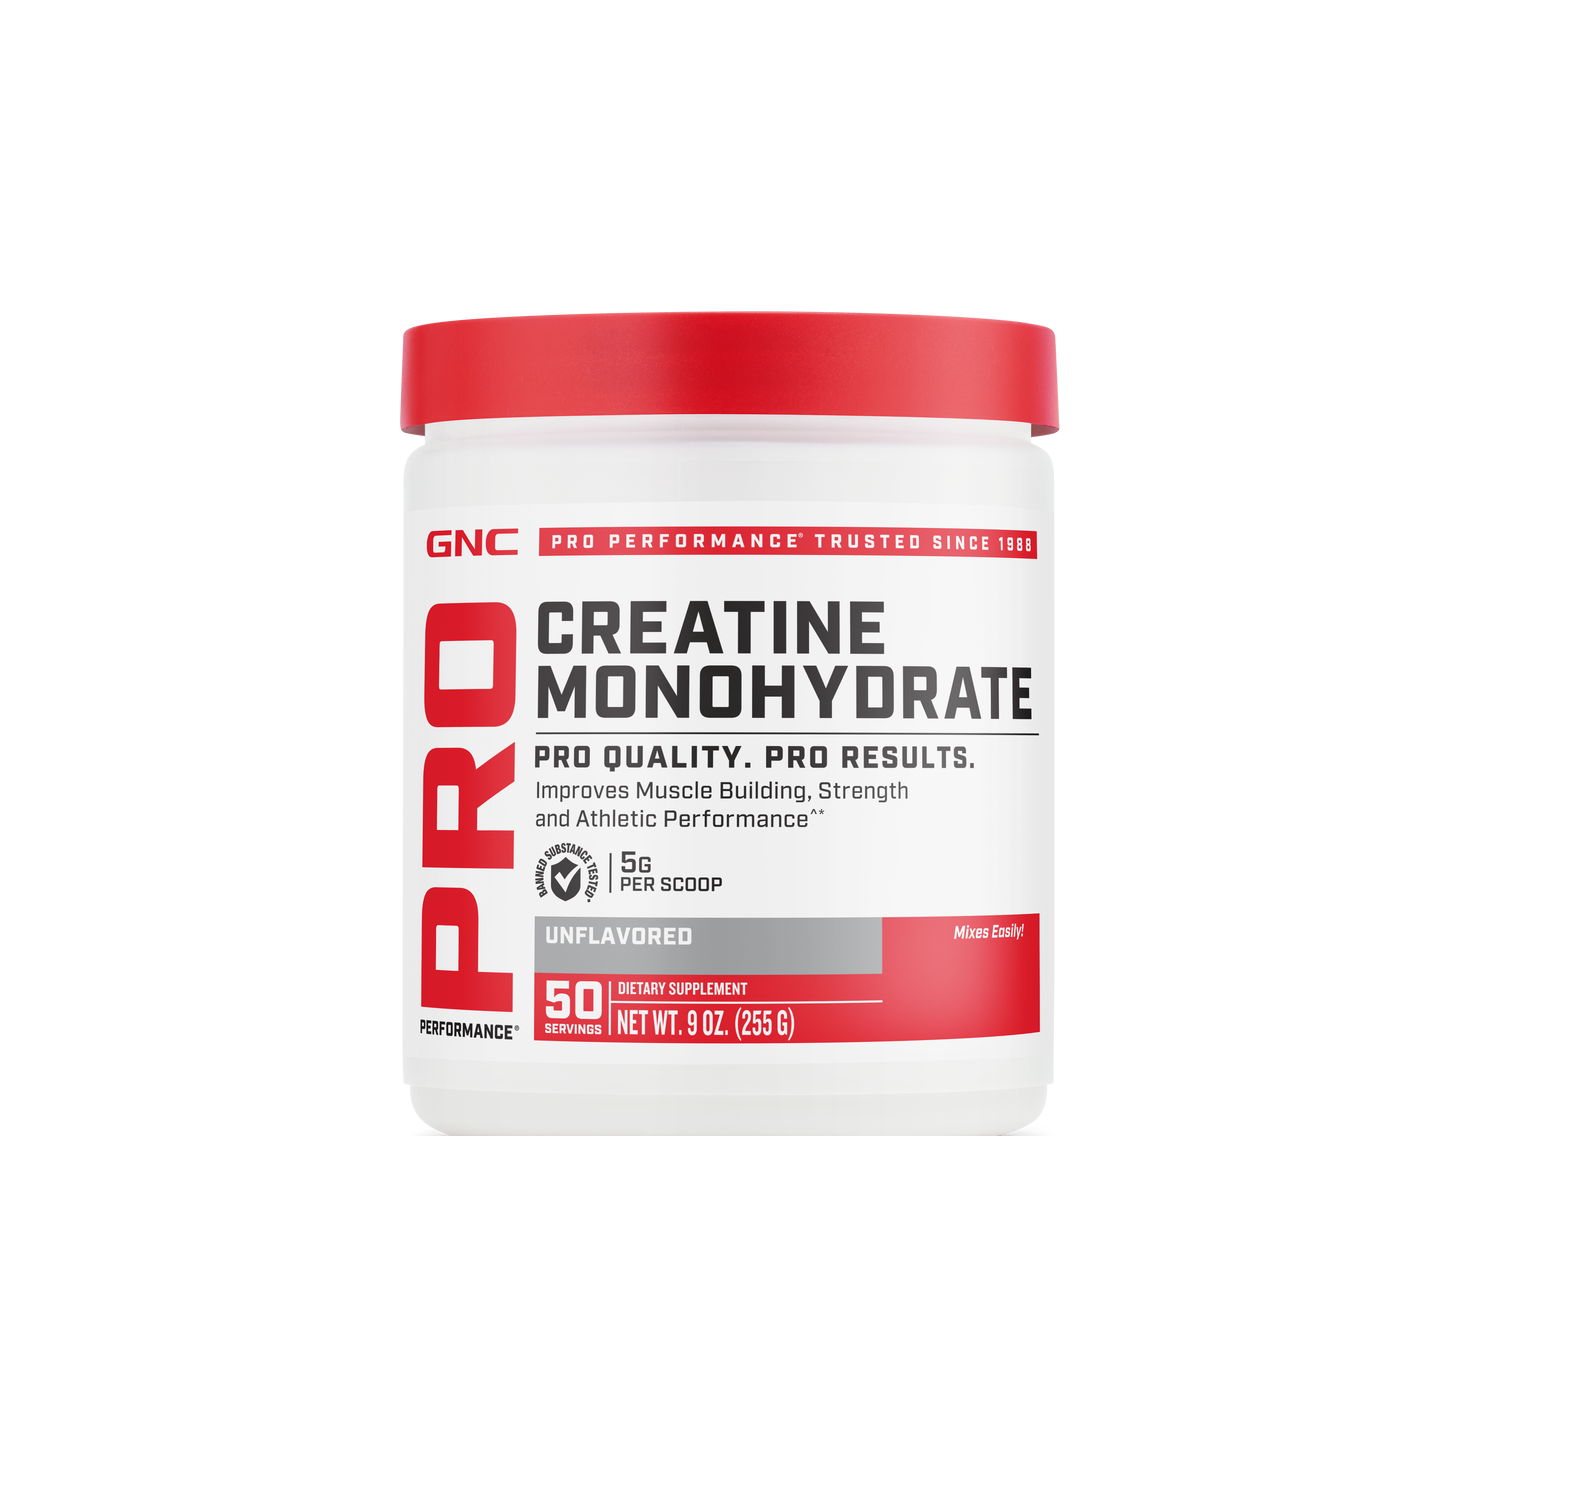 GNC
PRO PERFORMANCE® TRUSTED SINCE 1988
PRO
PERFORMANCE®
CREATINE
MONOHYDRATE
PRO QUALITY. PRO RESULTS.
Improves Muscle Building, Strength
and Athletic Performance^*
BANNED SUBSTANCE TESTED
5G
PER SCOOP
UNFLAVORED
Mixes Easily!
50
SERVINGS
DIETARY SUPPLEMENT
NET WT. 9 OZ. (255 G)